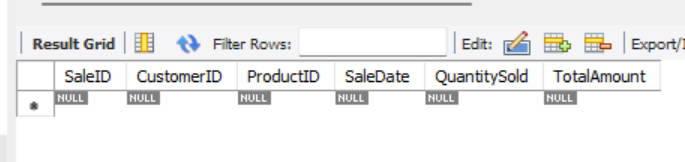 Result Grid Filter Rows: Edit: Export/I
SaleID CustomerID ProductID SaleDate QuantitySold TotalAmount
NULL NULL NULL NULL NULL NULL